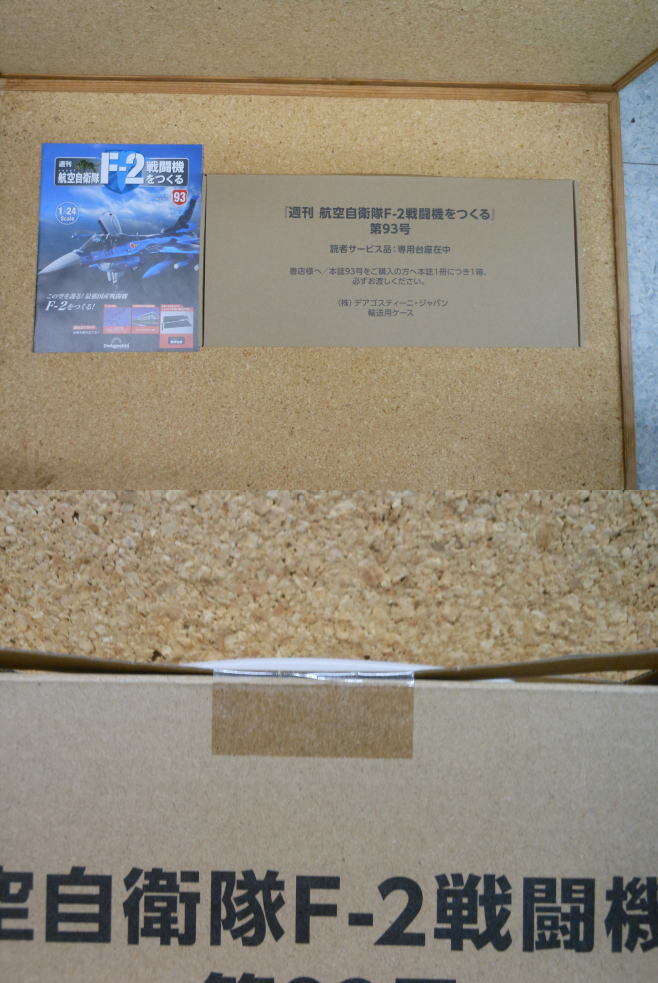 週刊
航空自衛隊
F-2
戦闘機
をつくる
93
1/24
Scale
この空を護る!最強国産戦闘機
F-2をつくる!
DeAGOSTINI
『週刊 航空自衛隊F-2戦闘機をつくる』
第93号
読者サービス品:専用台座在中
書店様へ/本誌93号をご購入の方へ本誌1冊につき1箱、
必ずお渡しください。
(株) デアゴスティーニ・ジャパン
輸送用ケース
空自衛隊F-2戦闘機